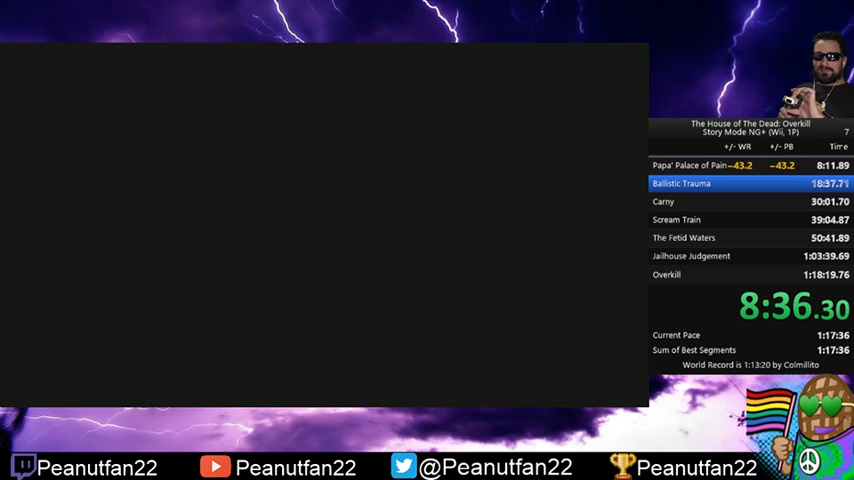 The House of The Dead: Overkill
Story Mode NG+ (Wii, 1P) 7
+/- WR +/- PB Time
Papa' Palace of Pain -43.2 -43.2 8:11.89
Ballistic Trauma 18:37.71
Carny 30:01.70
Scream Train 39:04.87
The Fetid Waters 50:41.89
Jailhouse Judgement 1:03:39.69
Overkill 1:18:19.76
8:36.30
Current Pace 1:17:36
Sum of Best Segments 1:17:36
World Record is 1:13:20 by Colmillito
Peanutfan22 Peanutfan22 @Peanutfan22 Peanutfan22